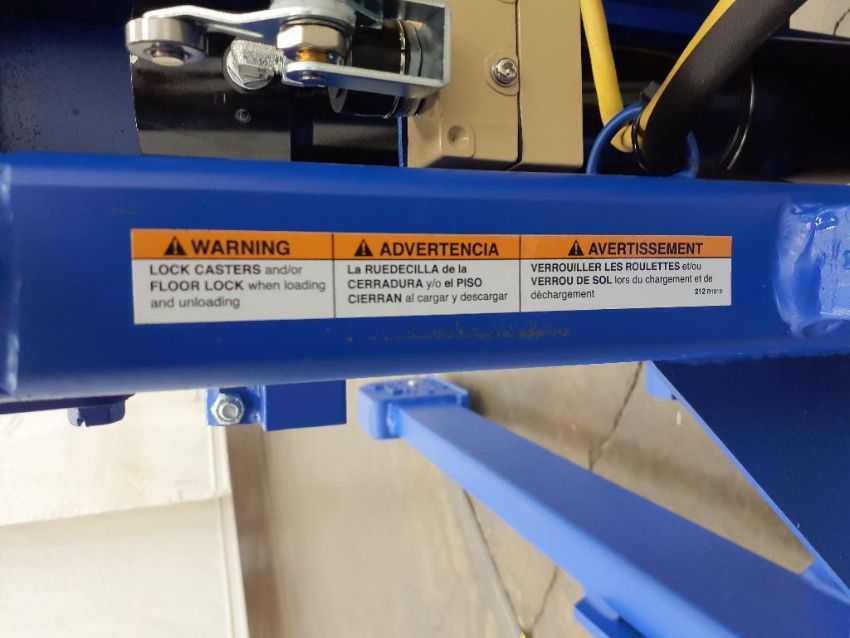 WARNING
LOCK CASTERS and/or
FLOOR LOCK when loading
and unloading
ADVERTENCIA
La RUEDECILLA de la
CERRADURA y/o el PISO
CIERRAN al cargar y descargar
AVERTISSEMENT
VERROUILLER LES ROULETTES et/ou
VERROU DE SOL lors du chargement et de
déchargement
212